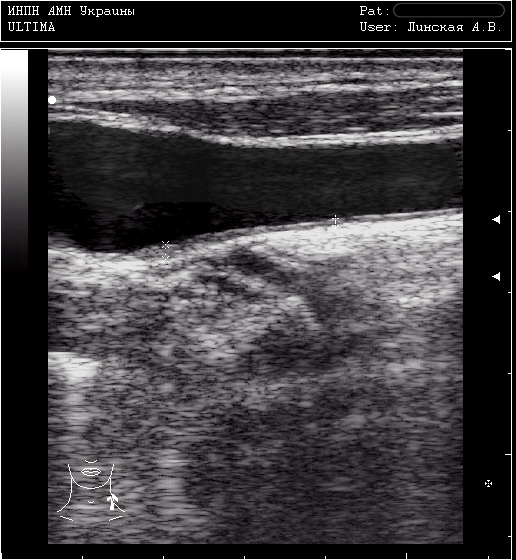 ИНПН АМН Украины
Pat:
ULTIMA
User: Линская А.В.